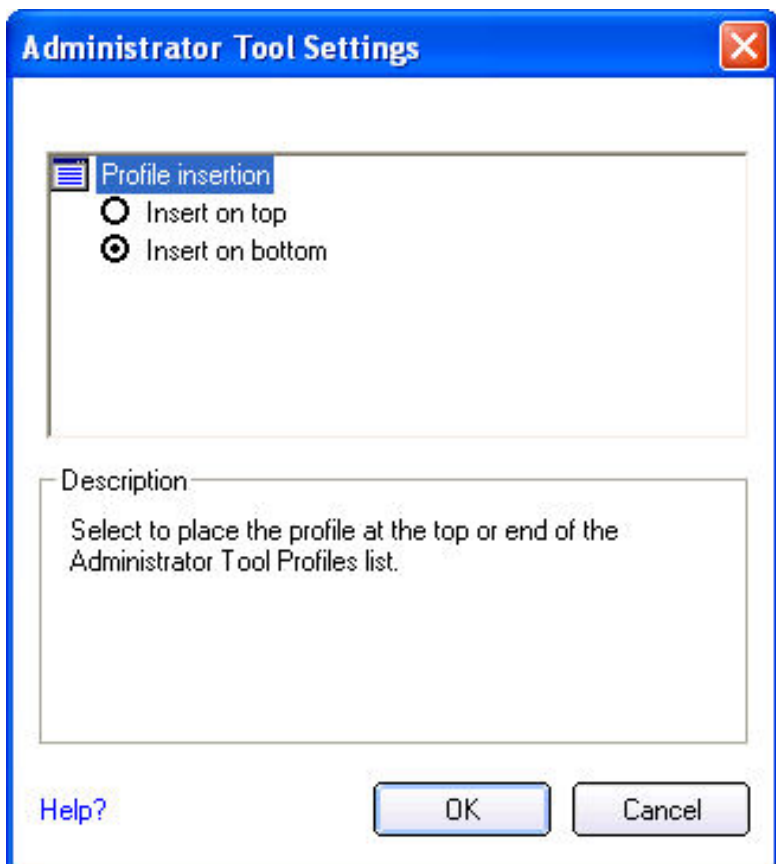 Administrator Tool Settings
Profile insertion
Insert on top
Insert on bottom
Description
Select to place the profile at the top or end of the
Administrator Tool Profiles list.
Help?
OK
Cancel